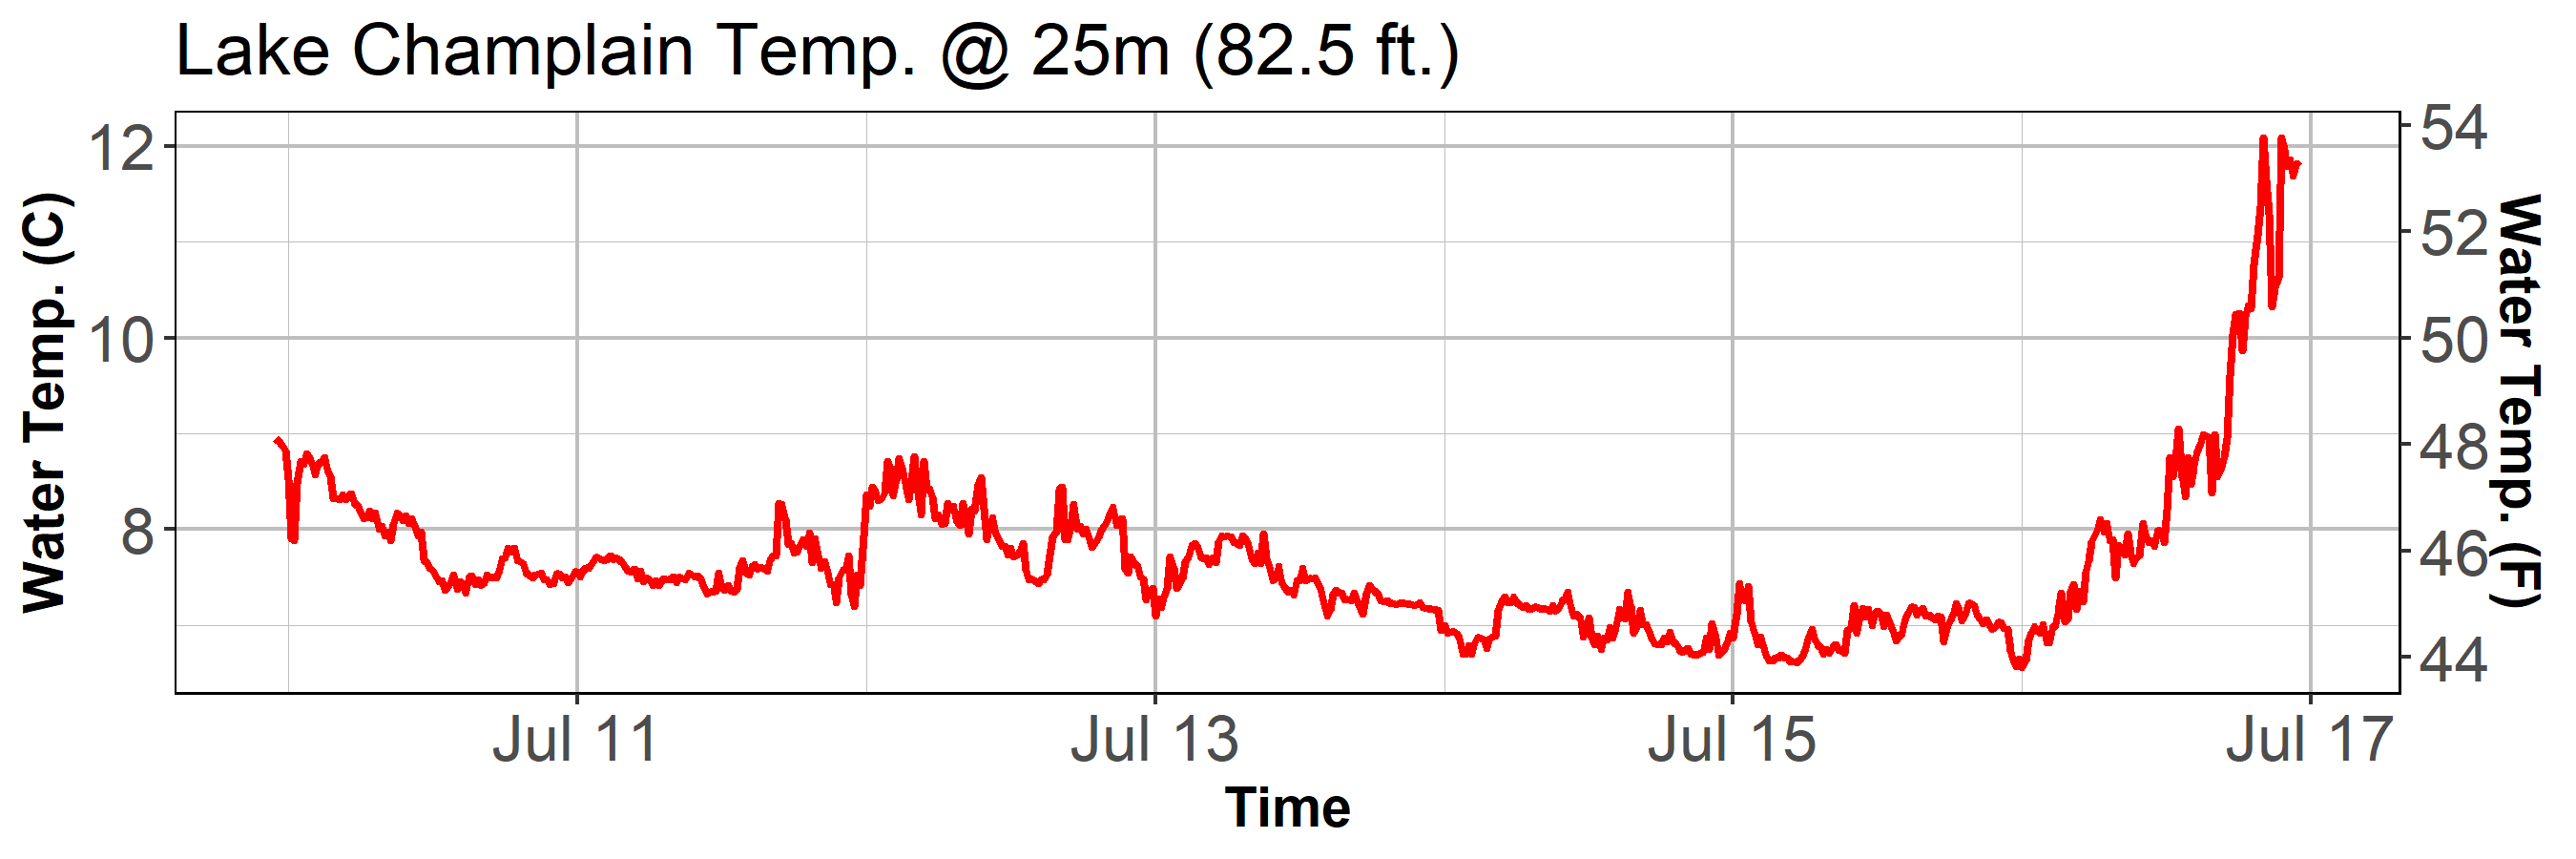 Lake Champlain Temp. @ 25m (82.5 ft.)
Water Temp. (C)
12
10
8
54
52
50
48
46
44
Water Temp. (F)
Jul 11
Jul 13
Jul 15
Jul 17
Time